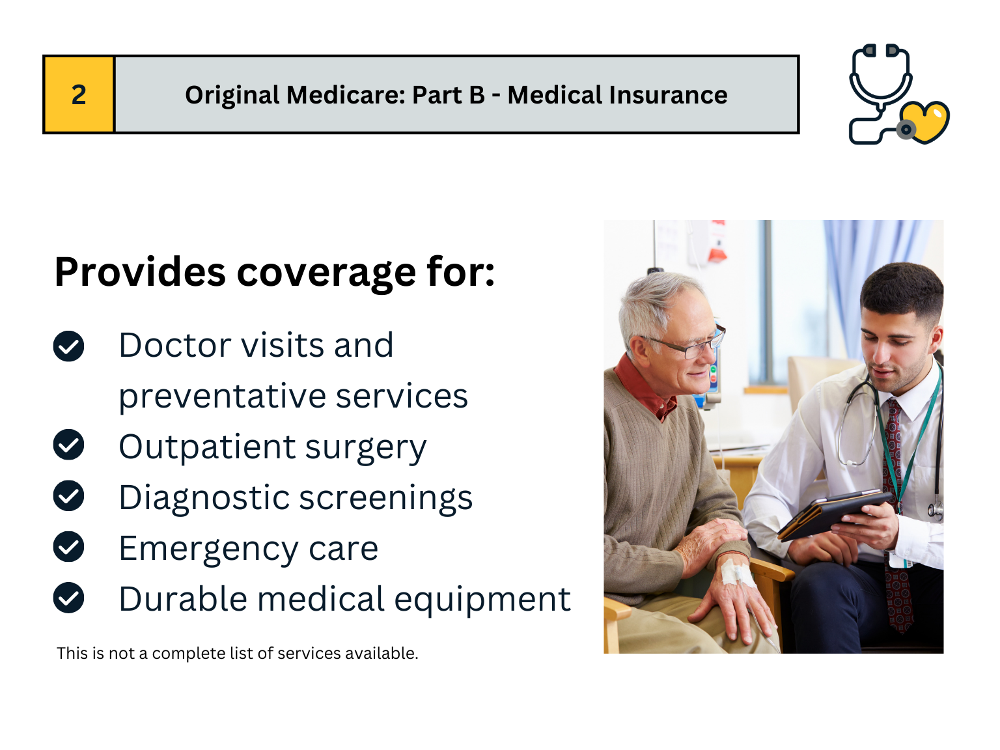 2
Original Medicare: Part B - Medical Insurance
Provides coverage for:
Doctor visits and
preventative services
Outpatient surgery
Diagnostic screenings
Emergency care
Durable medical equipment
This is not a complete list of services available.